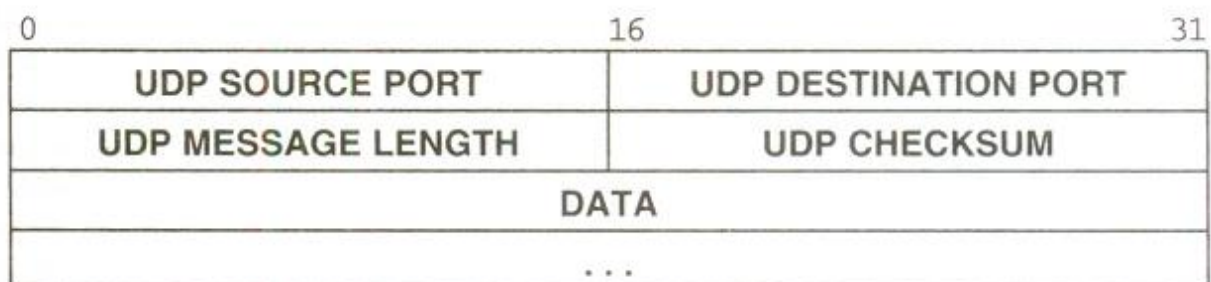 0 16 31
UDP SOURCE PORT UDP DESTINATION PORT
UDP MESSAGE LENGTH UDP CHECKSUM
DATA
...